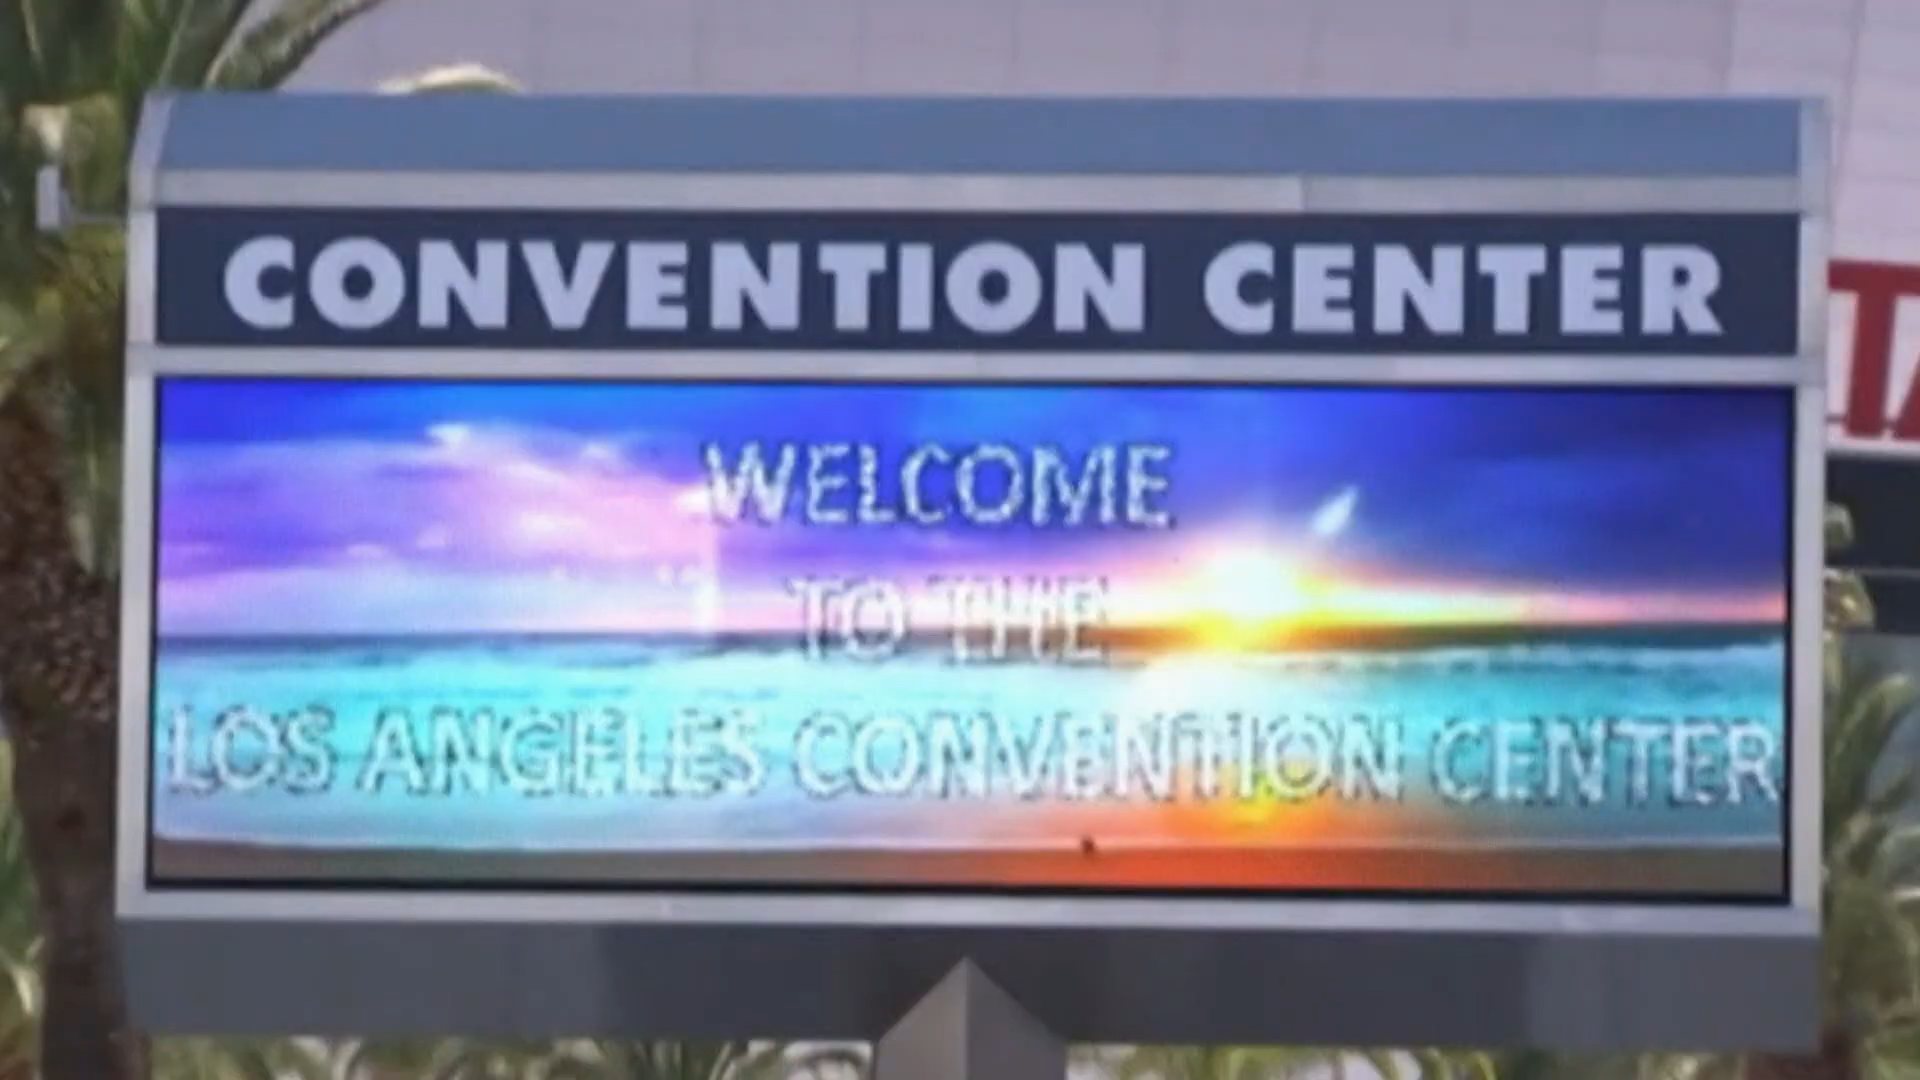 CONVENTION CENTER
WELCOME
TO THE
LOS ANGELES CONVENTION CENTER